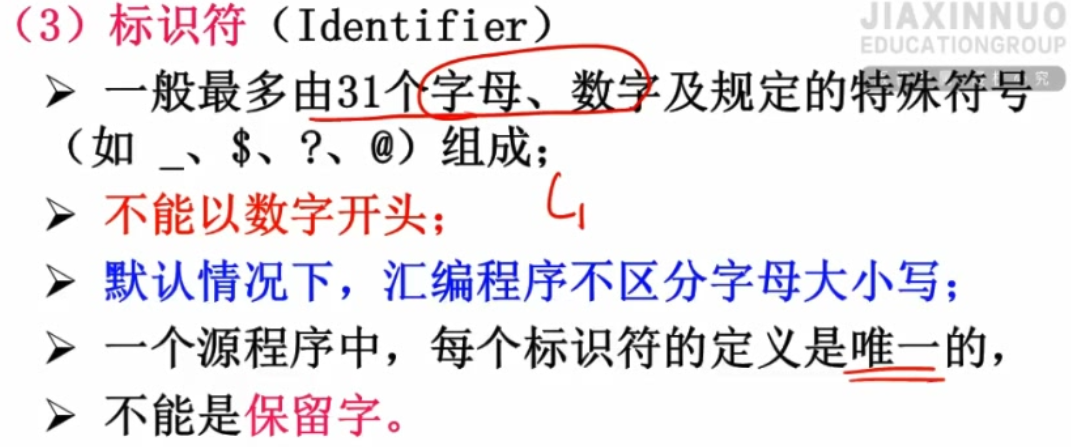 （3）标识符（Identifier）
JIAXINNUO
EDUCATIONGROUP
➢ 一般最多由31个字母、数字及规定的特殊符号
（如 _、$、?、@）组成；
➢ 不能以数字开头；
➢ 默认情况下，汇编程序不区分字母大小写；
➢ 一个源程序中，每个标识符的定义是唯一的，
➢ 不能是保留字。